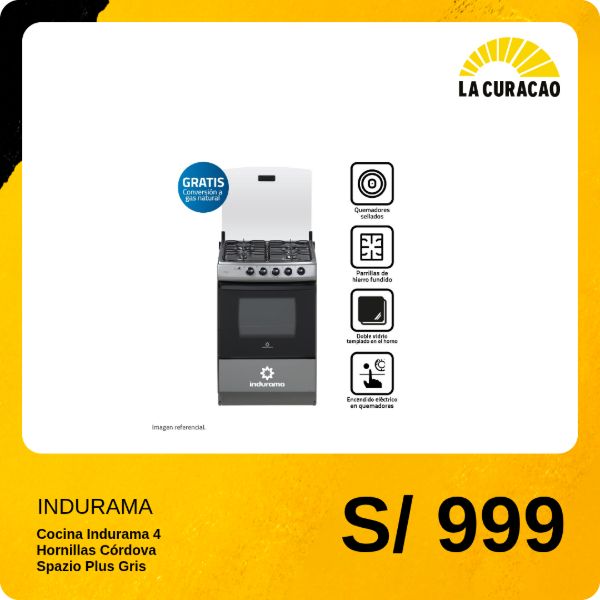 LA CURACAO
GRATIS
Conversión a
gas natural
Quemadores
sellados
Parrillas de
hierro fundido
Doble vidrio
templado en el horno
Encendido eléctrico
en quemadores
indurama
Imagen referencial.
INDURAMA
Cocina Indurama 4
Hornillas Córdova
Spazio Plus Gris
S/ 999